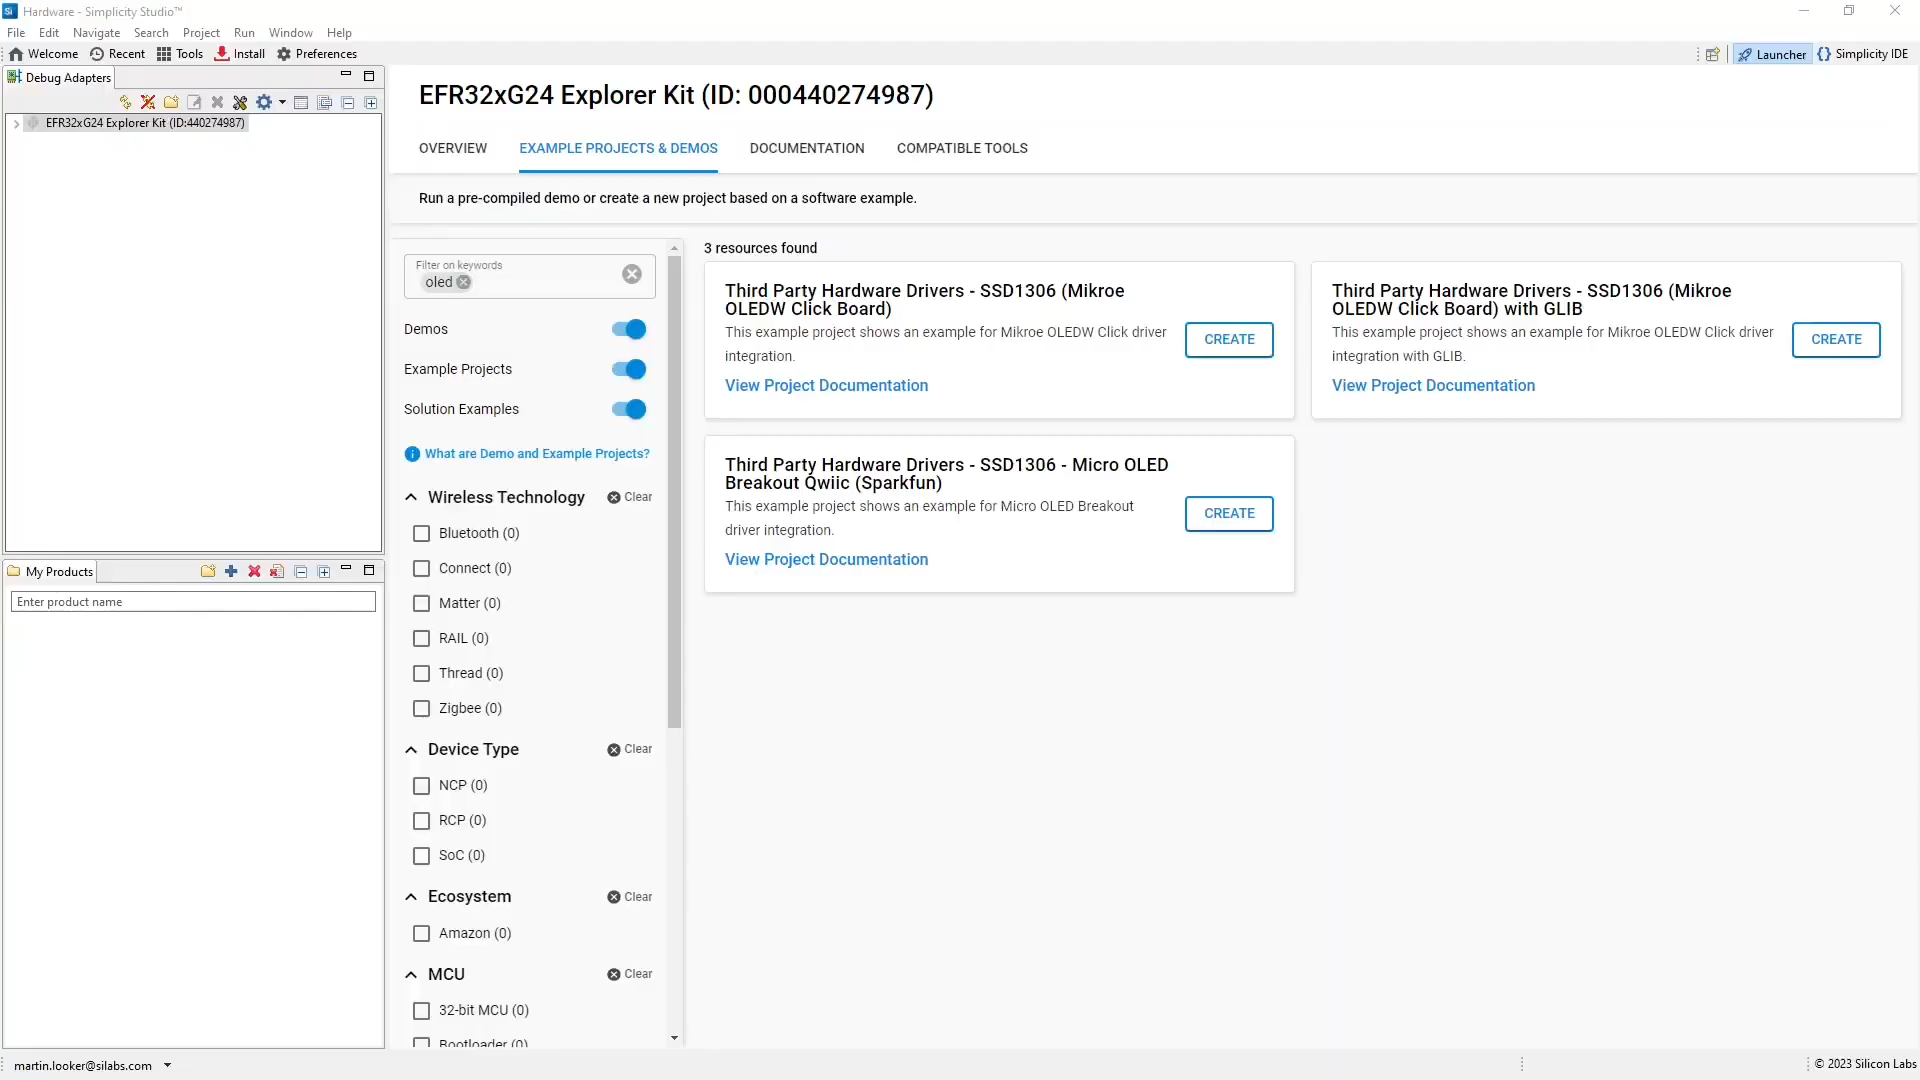 Hardware - Simplicity Studio™
File Edit Navigate Search Project Run Window Help
Welcome Recent Tools Install Preferences
Launcher Simplicity IDE
Debug Adapters
EFR32xG24 Explorer Kit (ID:440274987)
My Products
Enter product name
EFR32xG24 Explorer Kit (ID: 000440274987)
OVERVIEW EXAMPLE PROJECTS & DEMOS DOCUMENTATION COMPATIBLE TOOLS
Run a pre-compiled demo or create a new project based on a software example.
Filter on keywords
oled
Demos
Example Projects
Solution Examples
What are Demo and Example Projects?
Wireless Technology Clear
Bluetooth (0)
Connect (0)
Matter (0)
RAIL (0)
Thread (0)
Zigbee (0)
Device Type Clear
NCP (0)
RCP (0)
SoC (0)
Ecosystem Clear
Amazon (0)
MCU Clear
32-bit MCU (0)
Bootloader (0)
3 resources found
Third Party Hardware Drivers - SSD1306 (Mikroe
OLEDW Click Board)
This example project shows an example for Mikroe OLEDW Click driver
integration.
CREATE
View Project Documentation
Third Party Hardware Drivers - SSD1306 (Mikroe
OLEDW Click Board) with GLIB
This example project shows an example for Mikroe OLEDW Click driver
integration with GLIB.
CREATE
View Project Documentation
Third Party Hardware Drivers - SSD1306 - Micro OLED
Breakout Qwiic (Sparkfun)
This example project shows an example for Micro OLED Breakout
driver integration.
CREATE
View Project Documentation
martin.looker@silabs.com
© 2023 Silicon Labs